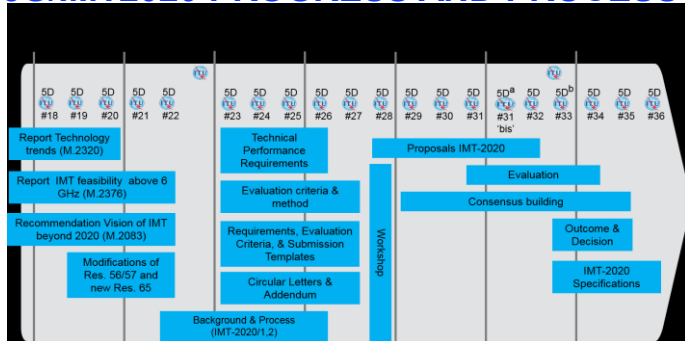 5D 5D 5D 5D 5D 5D 5D 5D 5D 5D 5D 5D 5D 5D 5Dª 5D 5Dᵇ 5D 5D 5D
#18 #19 #20 #21 #22 #23 #24 #25 #26 #27 #28 #29 #30 #31 #31 #32 #33 #34 #35 #36
'bis'
Report Technology
trends (M.2320)
Technical
Performance
Requirements
Proposals IMT-2020
Report IMT feasibility above 6
GHz (M.2376)
Evaluation criteria &
method
Evaluation
Consensus building
Recommendation Vision of IMT
beyond 2020 (M.2083)
Requirements, Evaluation
Criteria, & Submission
Templates
Workshop
Outcome &
Decision
Modifications of
Res. 56/57 and
new Res. 65
Circular Letters &
Addendum
IMT-2020
Specifications
Background & Process
(IMT-2020/1,2)